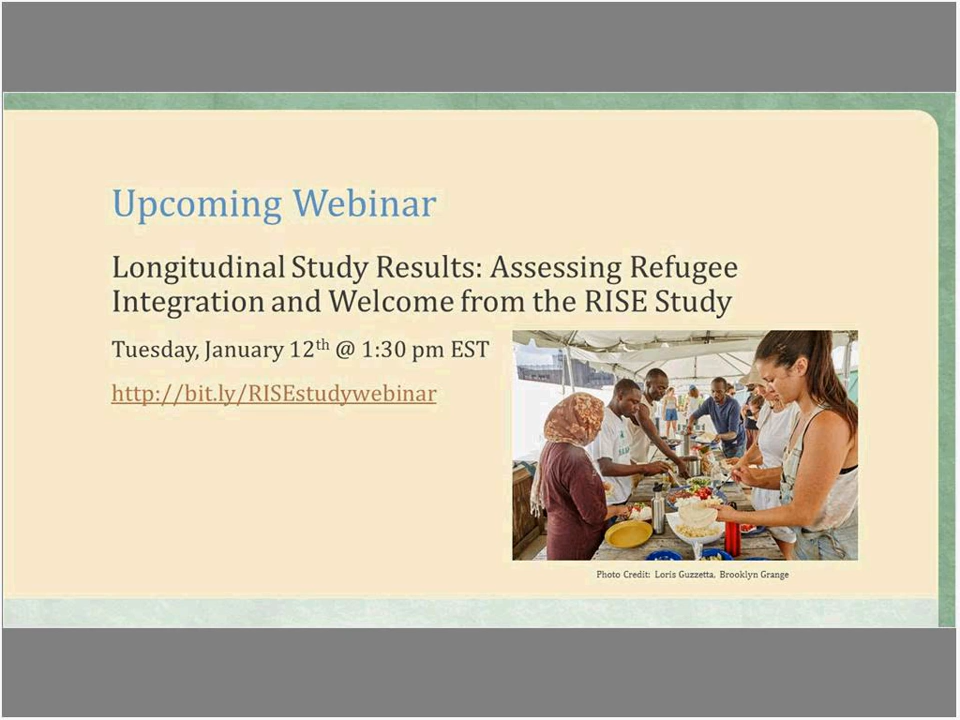 Upcoming Webinar
Longitudinal Study Results: Assessing Refugee
Integration and Welcome from the RISE Study
Tuesday, January 12th @ 1:30 pm EST
http://bit.ly/RISEstudywebinar
Photo Credit: Loris Guzzetta, Brooklyn Grange